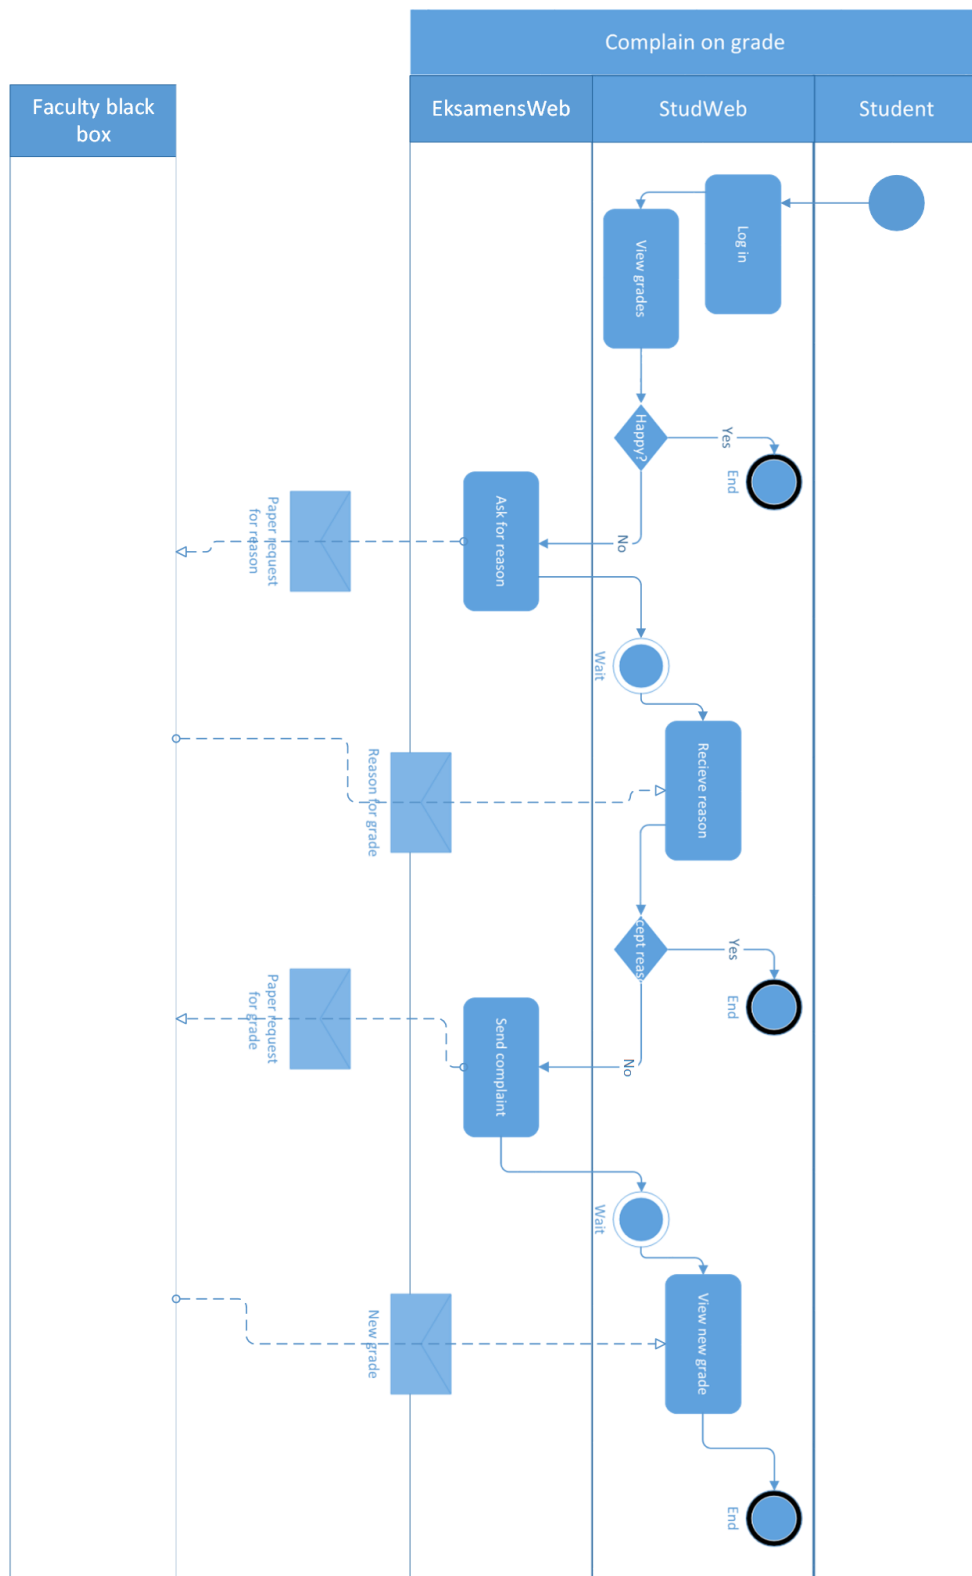 Complain on grade
Faculty black
box
EksamensWeb
StudWeb
Student
Log in
View grades
Happy?
Yes
End
No
Ask for reason
Paper request
for reason
Wait
Recieve reason
Reason for grade
cept reas
Yes
End
No
Send complaint
Paper request
for grade
Wait
View new grade
New grade
End